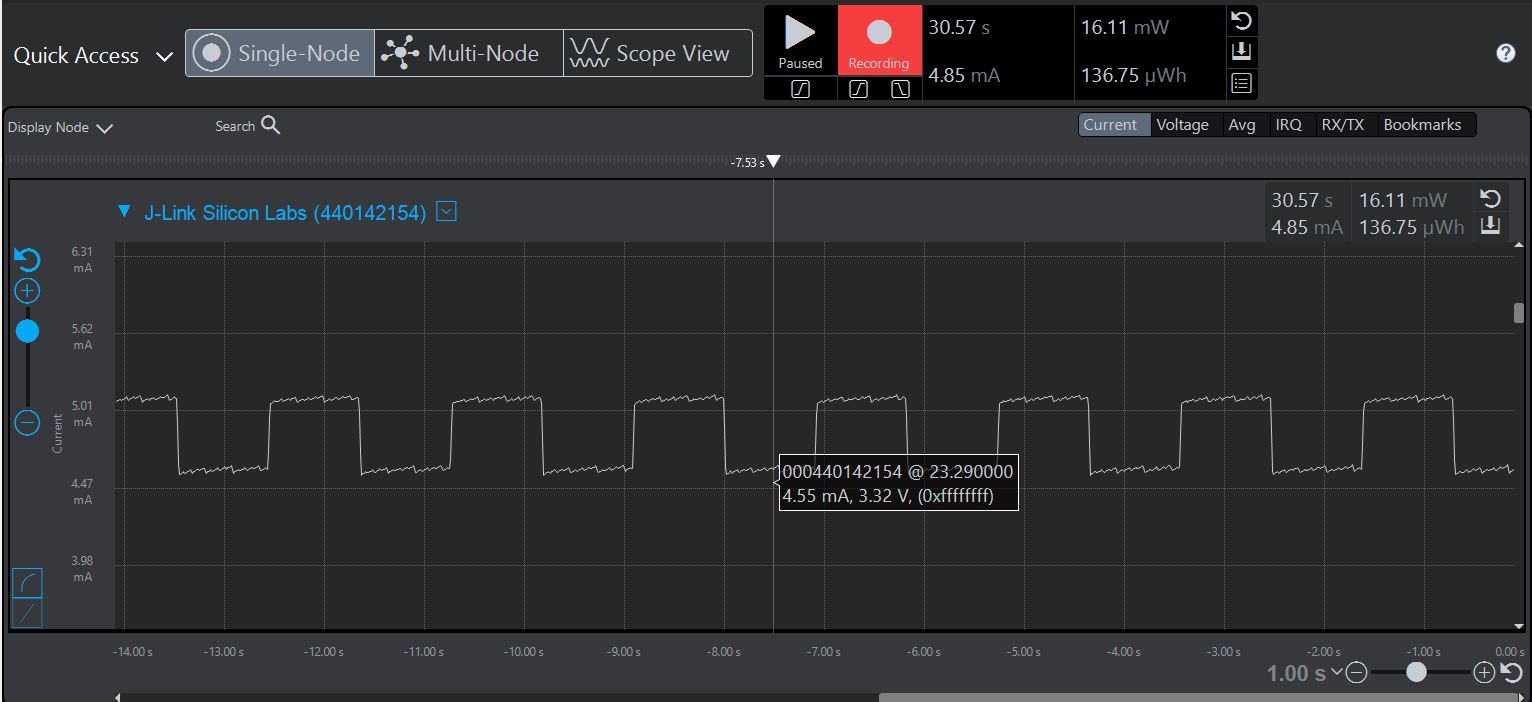 Quick Access
Single-Node
Multi-Node
Scope View
Paused
Recording
30.57 s
16.11 mW
4.85 mA
136.75 µWh
Display Node
Search
Current
Voltage
Avg
IRQ
RX/TX
Bookmarks
-7.53 s
J-Link Silicon Labs (440142154)
30.57 s
16.11 mW
4.85 mA
136.75 µWh
6.31
mA
5.62
mA
5.01
mA
4.47
mA
3.98
mA
Current
000440142154 @ 23.290000
4.55 mA, 3.32 V, (0xffffffff)
-14.00 s
-13.00 s
-12.00 s
-11.00 s
-10.00 s
-9.00 s
-8.00 s
-7.00 s
-6.00 s
-5.00 s
-4.00 s
-3.00 s
-2.00 s
-1.00 s
0.00 s
1.00 s